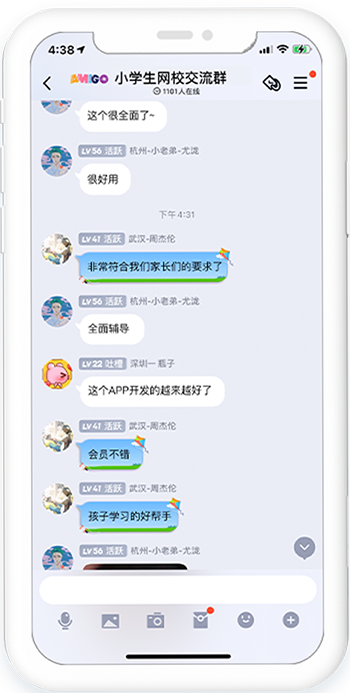 4:38
AMIGO 小学生网校交流群
1101人在线
这个很全面了~
LV56 活跃 杭州-小老弟-尤泷
很好用
下午4:31
LV41 活跃 武汉-周杰伦
非常符合我们家长们的要求了
LV56 活跃 杭州-小老弟-尤泷
全面辅导
LV22 吐槽 深圳一 瓶子
这个APP开发的越来越好了
LV41 活跃 武汉-周杰伦
会员不错
LV41 活跃 武汉-周杰伦
孩子学习的好帮手
LV56 活跃 杭州-小老弟-尤泷